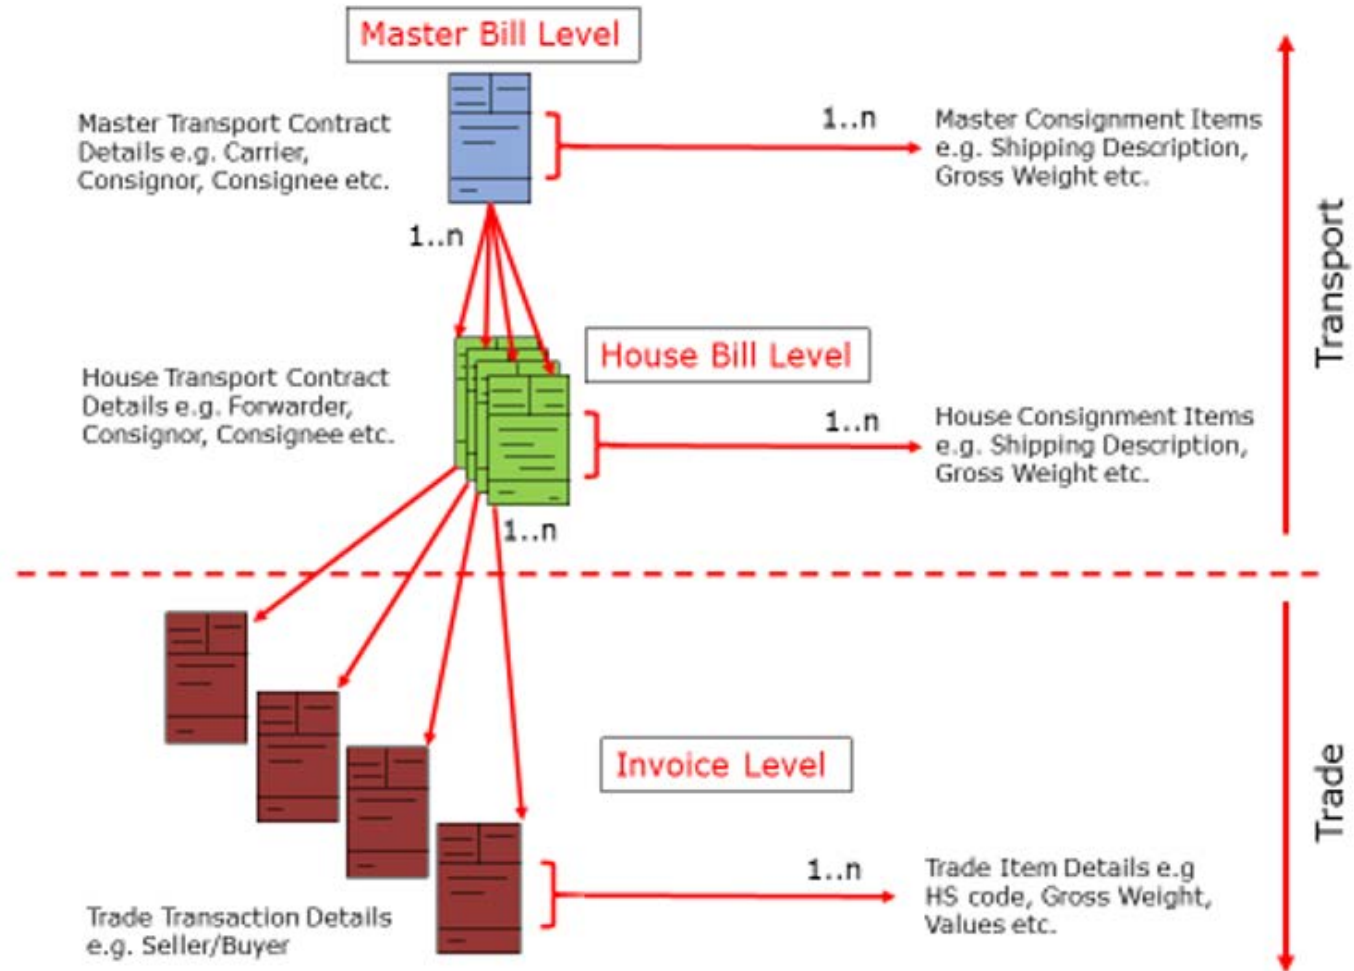 Master Bill Level
Master Transport Contract
Details e.g. Carrier,
Consignor, Consignee etc.
1..n
Master Consignment Items
e.g. Shipping Description,
Gross Weight etc.
1..n
Transport
House Bill Level
House Transport Contract
Details e.g. Forwarder,
Consignor, Consignee etc.
1..n
House Consignment Items
e.g. Shipping Description,
Gross Weight etc.
1..n
Invoice Level
Trade
Trade Transaction Details
e.g. Seller/Buyer
1..n
Trade Item Details e.g
HS code, Gross Weight,
Values etc.